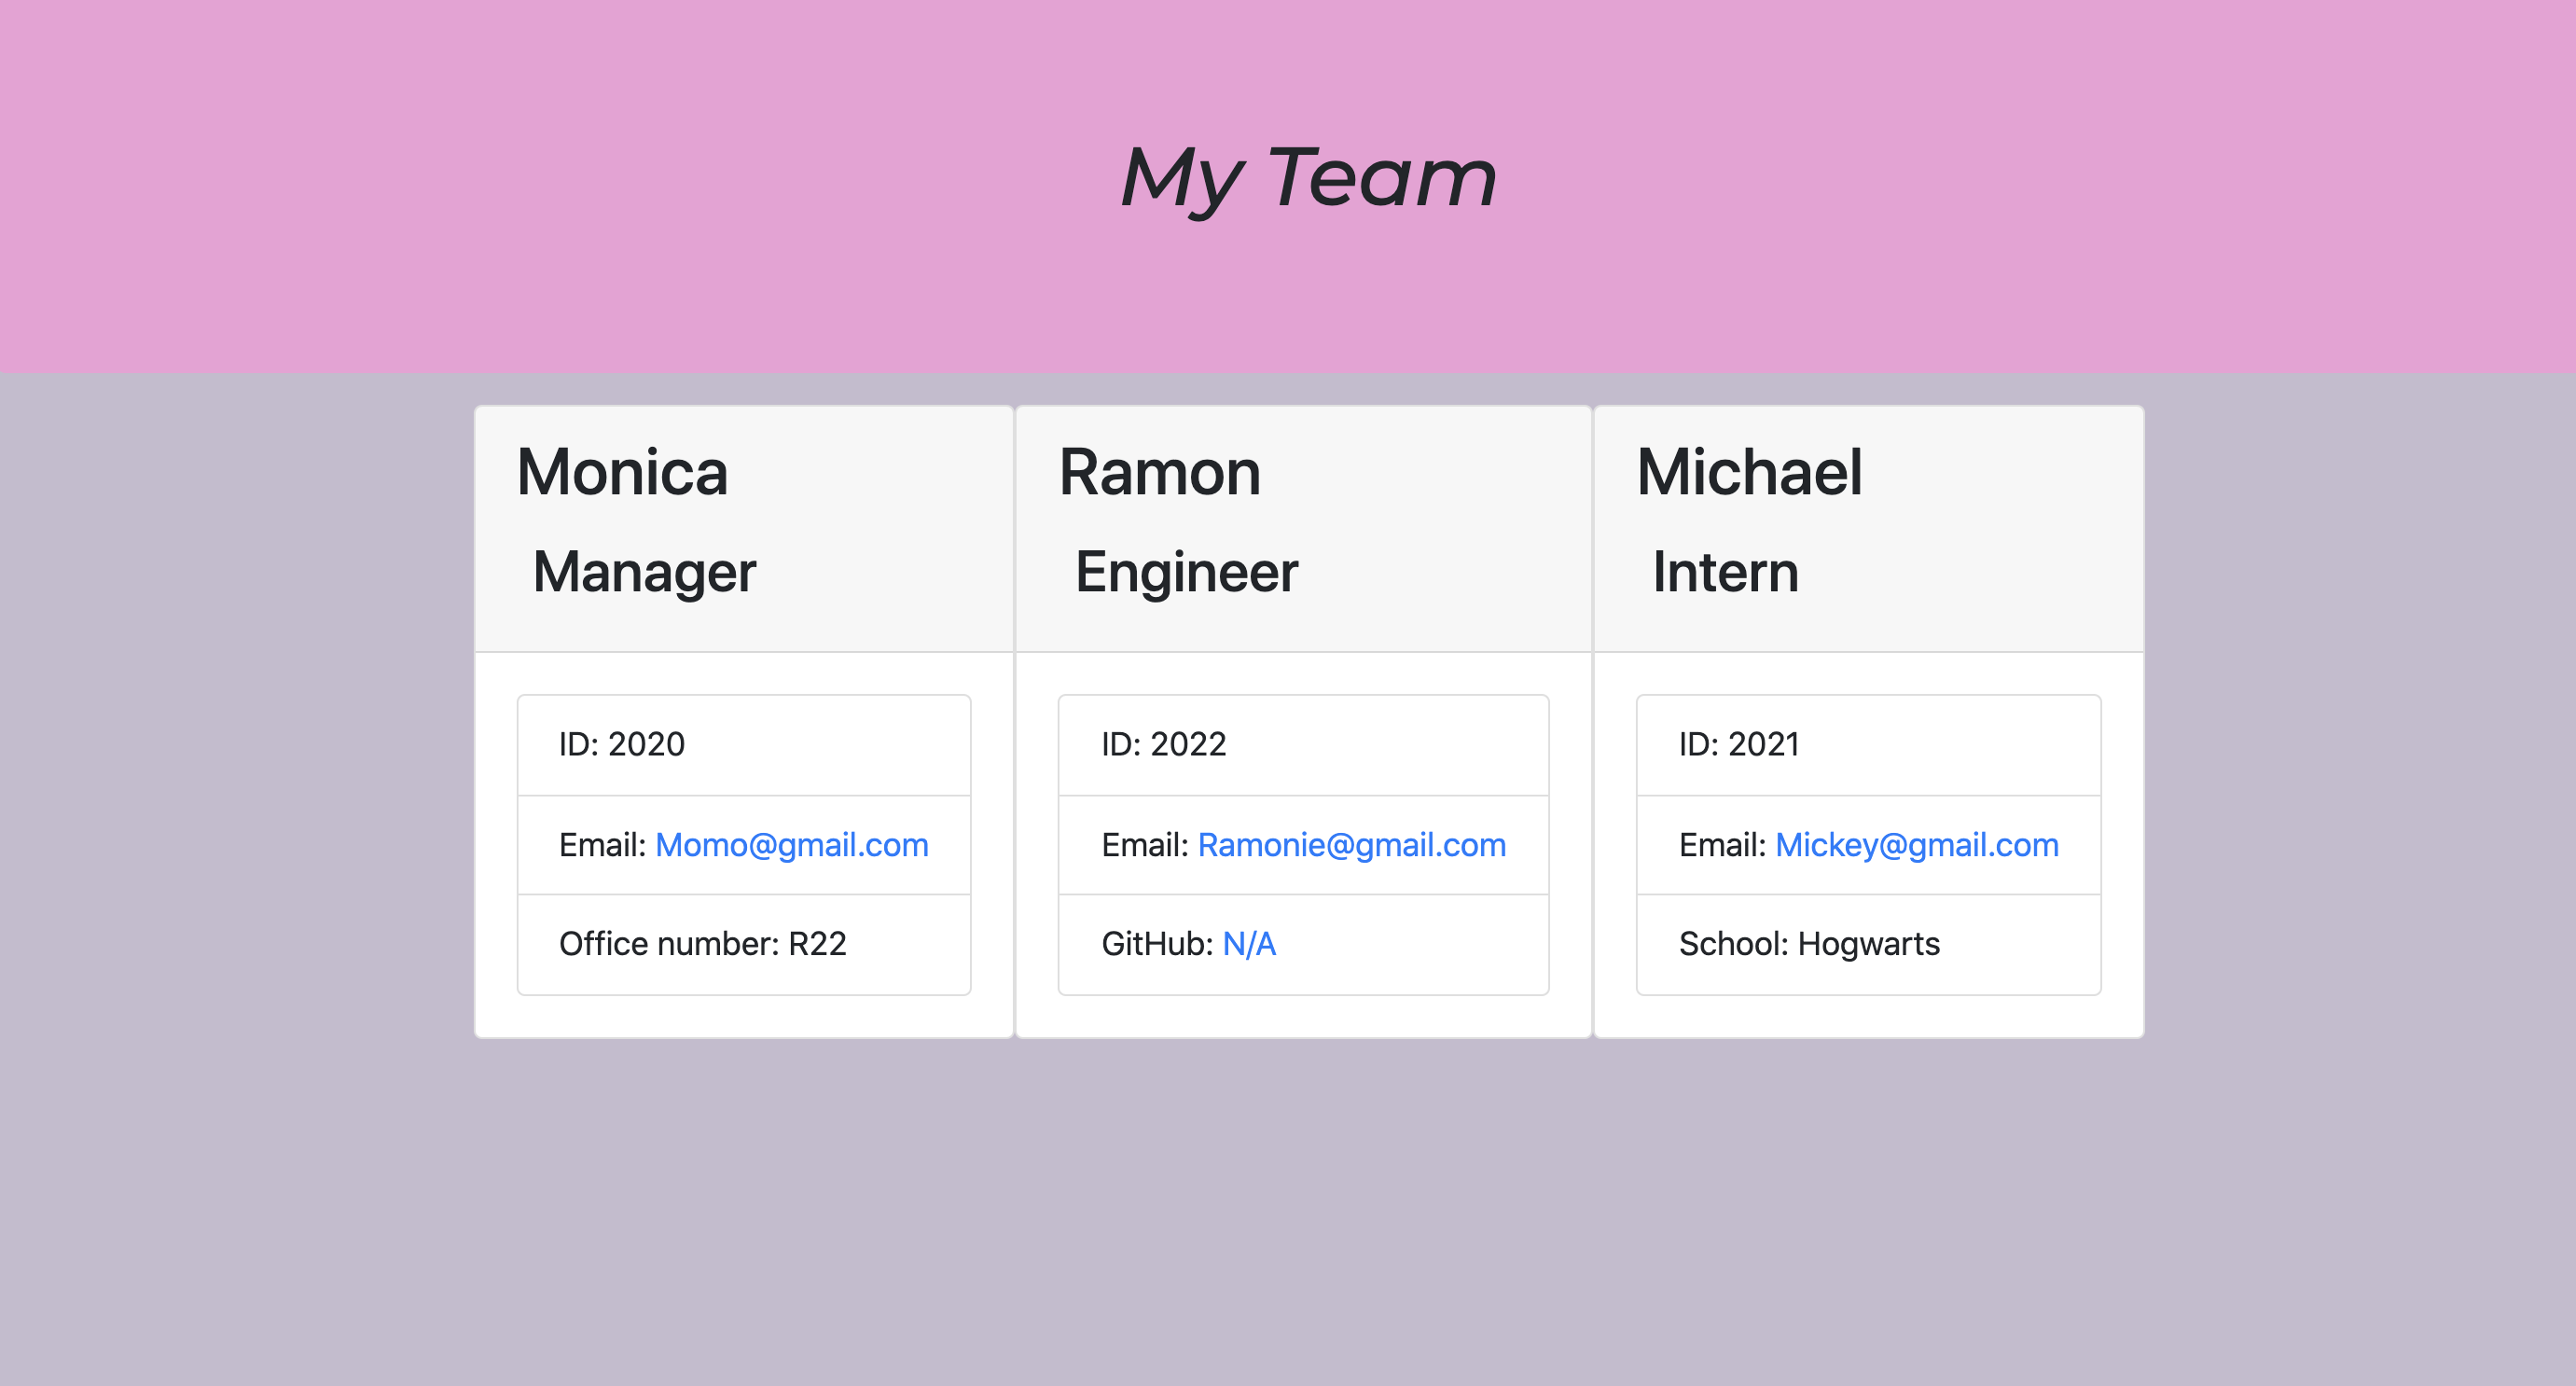 My Team
Monica
Manager
ID: 2020
Email: Momo@gmail.com
Office number: R22
Ramon
Engineer
ID: 2022
Email: Ramonie@gmail.com
GitHub: N/A
Michael
Intern
ID: 2021
Email: Mickey@gmail.com
School: Hogwarts